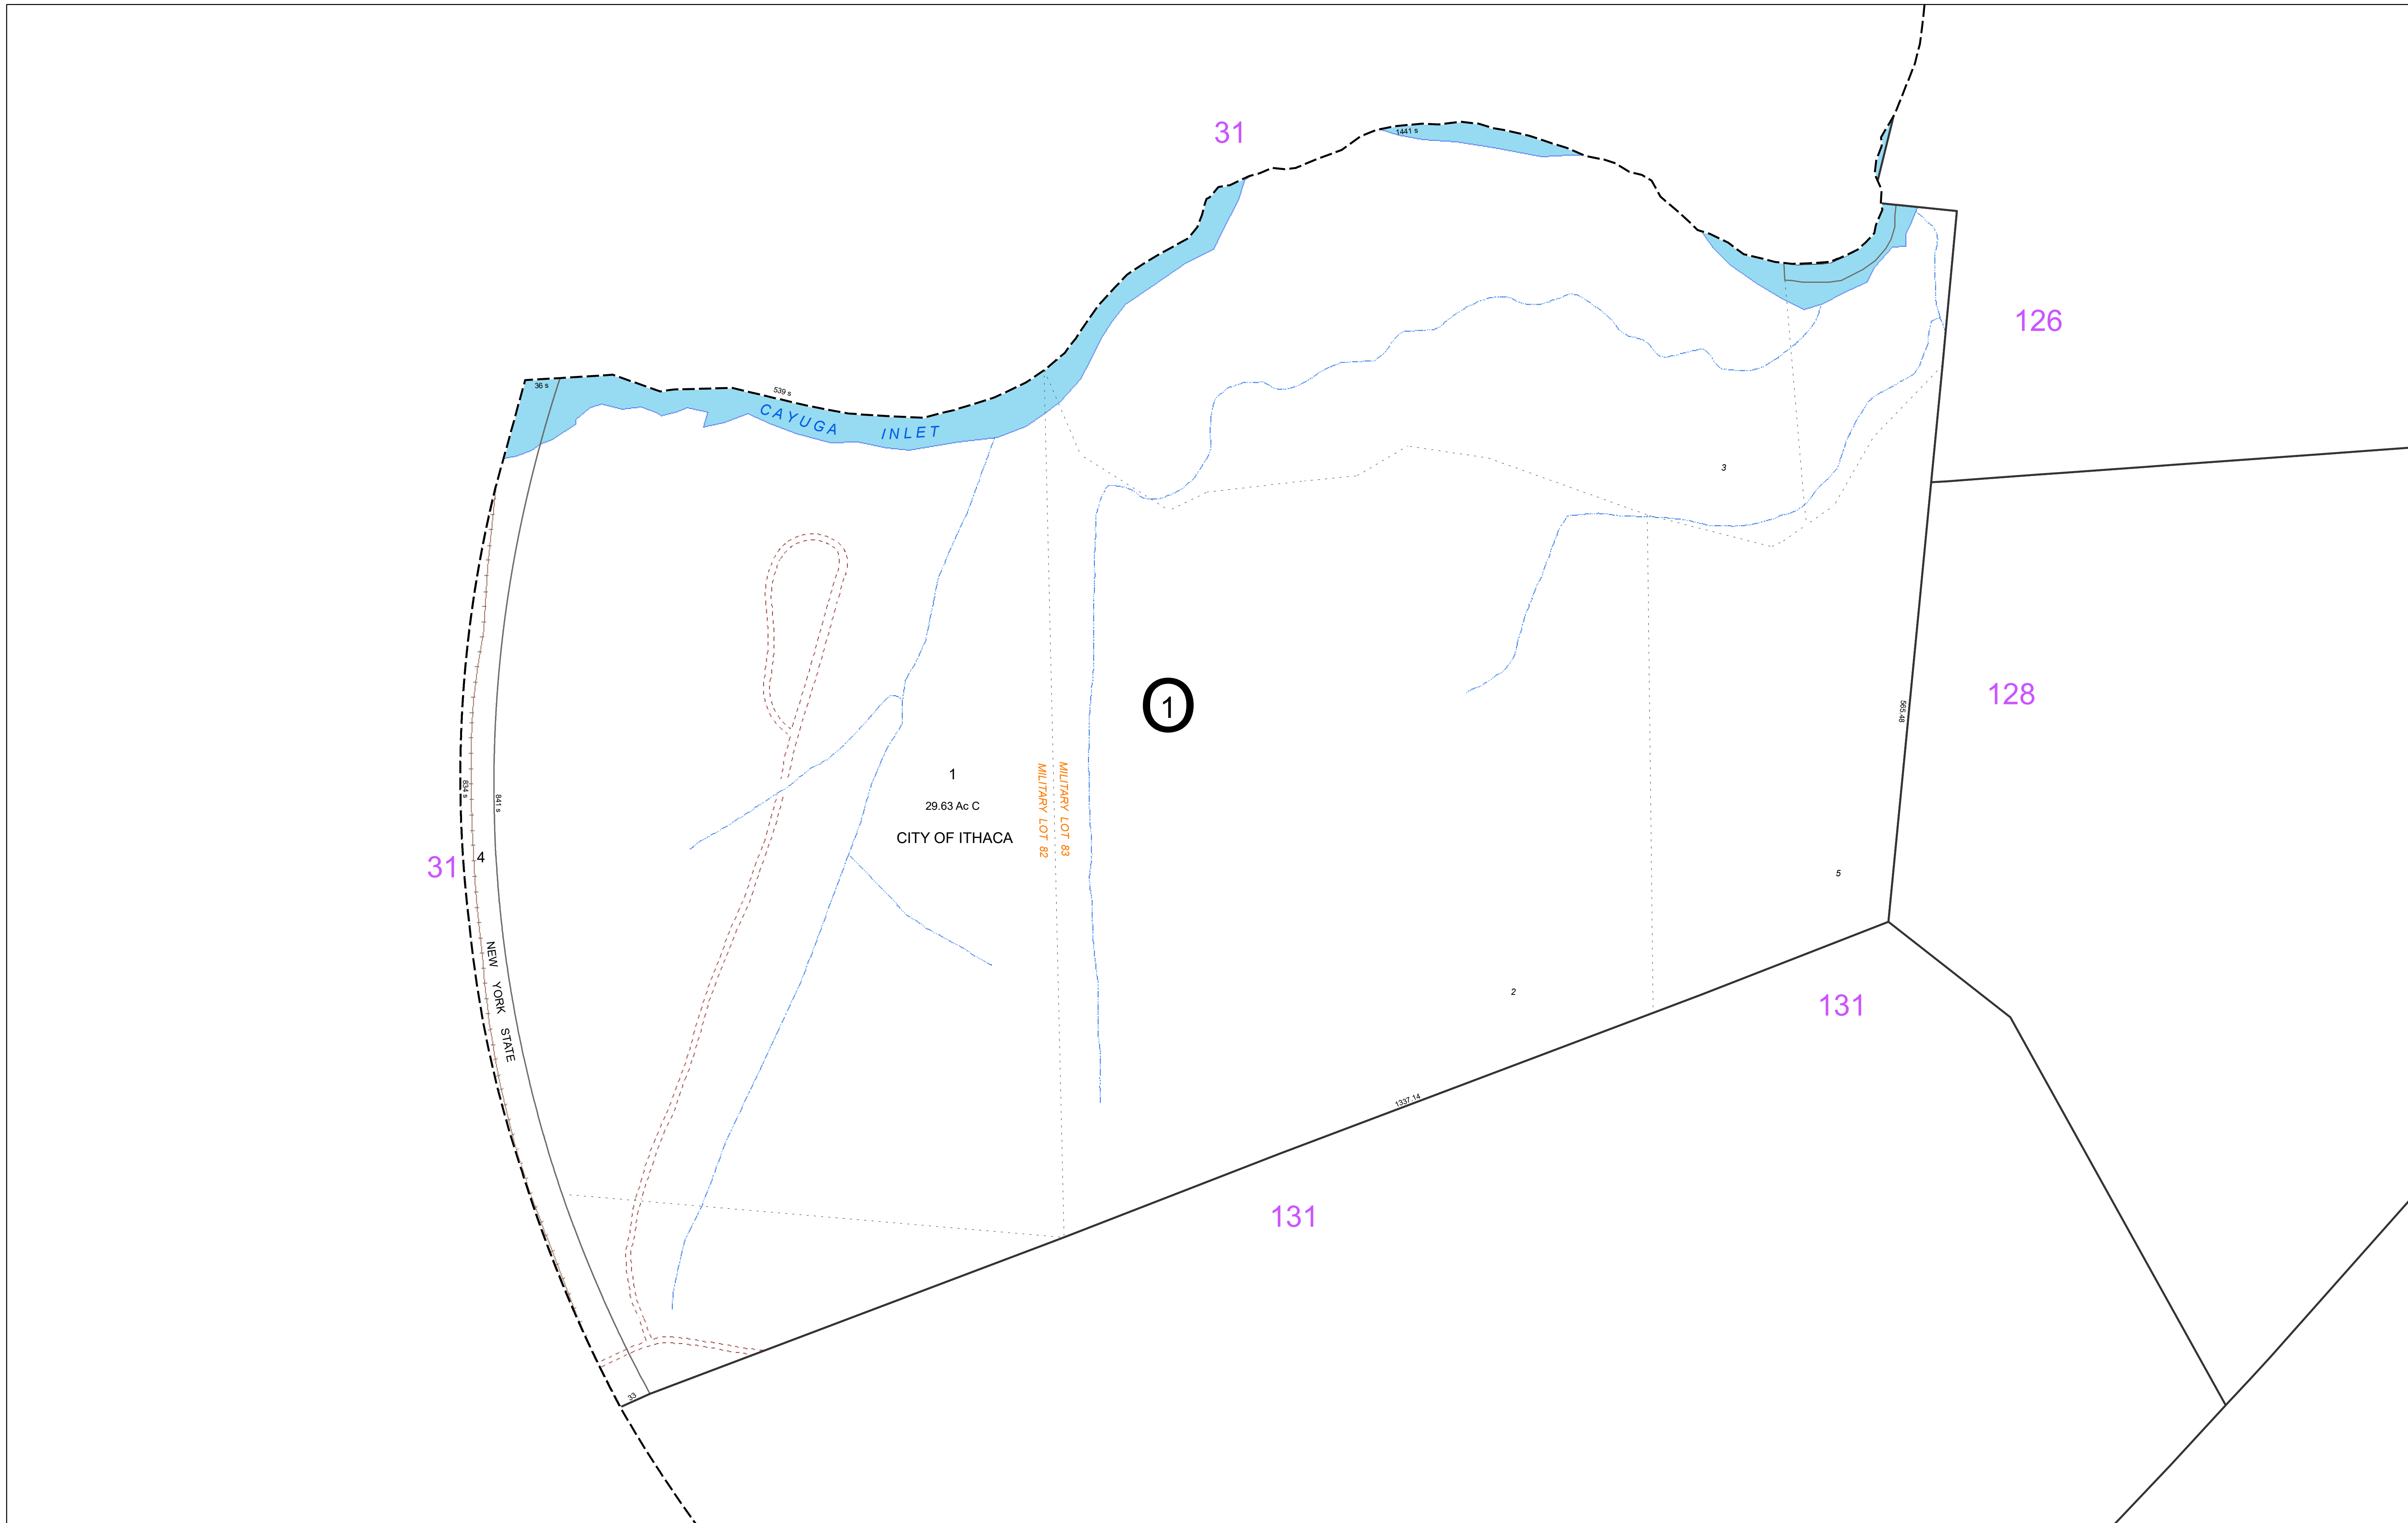 1441 s
31
126
36 s
539 s
CAYUGA INLET
3
128
1
565.48
1
29.63 Ac C
CITY OF ITHACA
MILITARY LOT 82
MILITARY LOT 83
834 s
841 s
31
4
5
NEW YORK STATE
2
131
1337.14
131
33